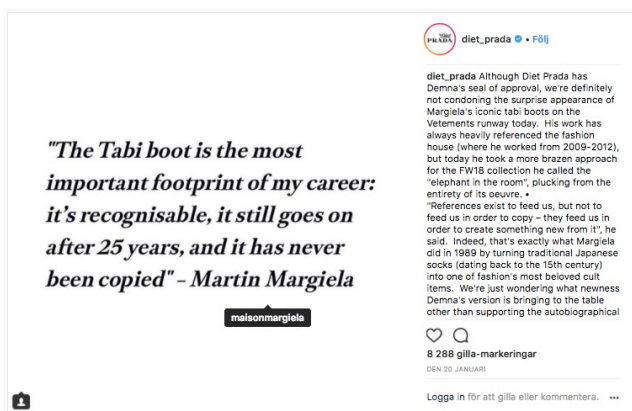 "The Tabi boot is the most
important footprint of my career:
it's recognisable, it still goes on
after 25 years, and it has never
been copied" – Martin Margiela
maisonmargiela
Diet
PRADA
diet_prada • Följ
diet_prada Although Diet Prada has
Demna's seal of approval, we're definitely
not condoning the surprise appearance of
Margiela's iconic tabi boots on the
Vetements runway today. His work has
always heavily referenced the fashion
house (where he worked from 2009-2012),
but today he took a more brazen approach
for the FW18 collection he called the
"elephant in the room", plucking from the
entirety of its oeuvre. •
"References exist to feed us, but not to
feed us in order to copy – they feed us in
order to create something new from it", he
said. Indeed, that's exactly what Margiela
did in 1989 by turning traditional Japanese
socks (dating back to the 15th century)
into one of fashion's most beloved cult
items. We're just wondering what newness
Demna's version is bringing to the table
other than supporting the autobiographical
8 288 gilla-markeringar
DEN 20 JANUARI
Logga in för att gilla eller kommentera.